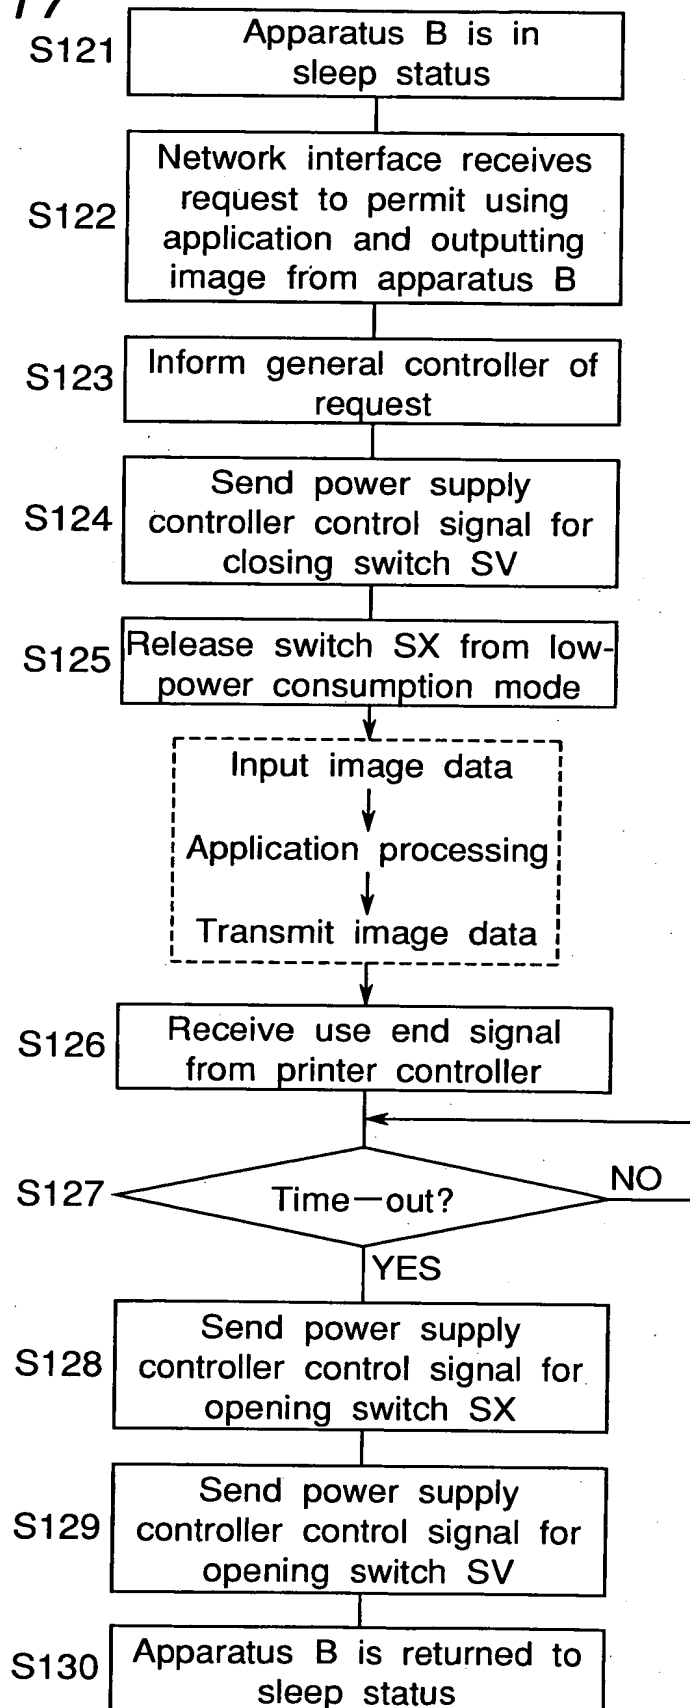 17
S121
Apparatus B is in
sleep status
S122
Network interface receives
request to permit using
application and outputting
image from apparatus B
S123
Inform general controller of
request
S124
Send power supply
controller control signal for
closing switch SV
S125
Release switch SX from low-
power consumption mode
Input image data
Application processing
Transmit image data
S126
Receive use end signal
from printer controller
S127
Time—out?
NO
YES
S128
Send power supply
controller control signal for
opening switch SX
S129
Send power supply
controller control signal for
opening switch SV
S130
Apparatus B is returned to
sleep status